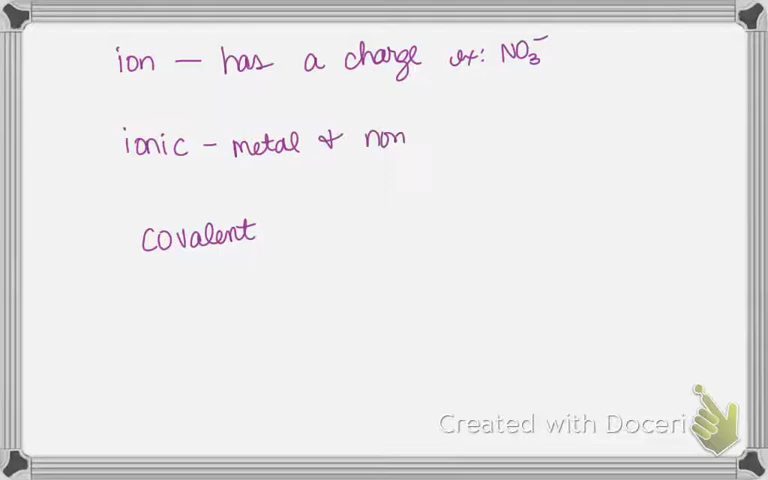 ion — has a charge ex: NO₃⁻
ionic - metal & non
covalent
Created with Doceri